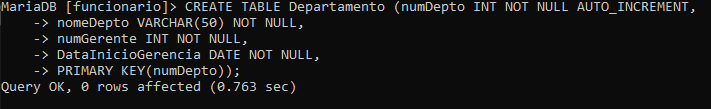 MariaDB [funcionario]> CREATE TABLE Departamento (numDepto INT NOT NULL AUTO_INCREMENT,
    -> nomeDepto VARCHAR(50) NOT NULL,
    -> numGerente INT NOT NULL,
    -> DataInicioGerencia DATE NOT NULL,
    -> PRIMARY KEY(numDepto));
Query OK, 0 rows affected (0.763 sec)